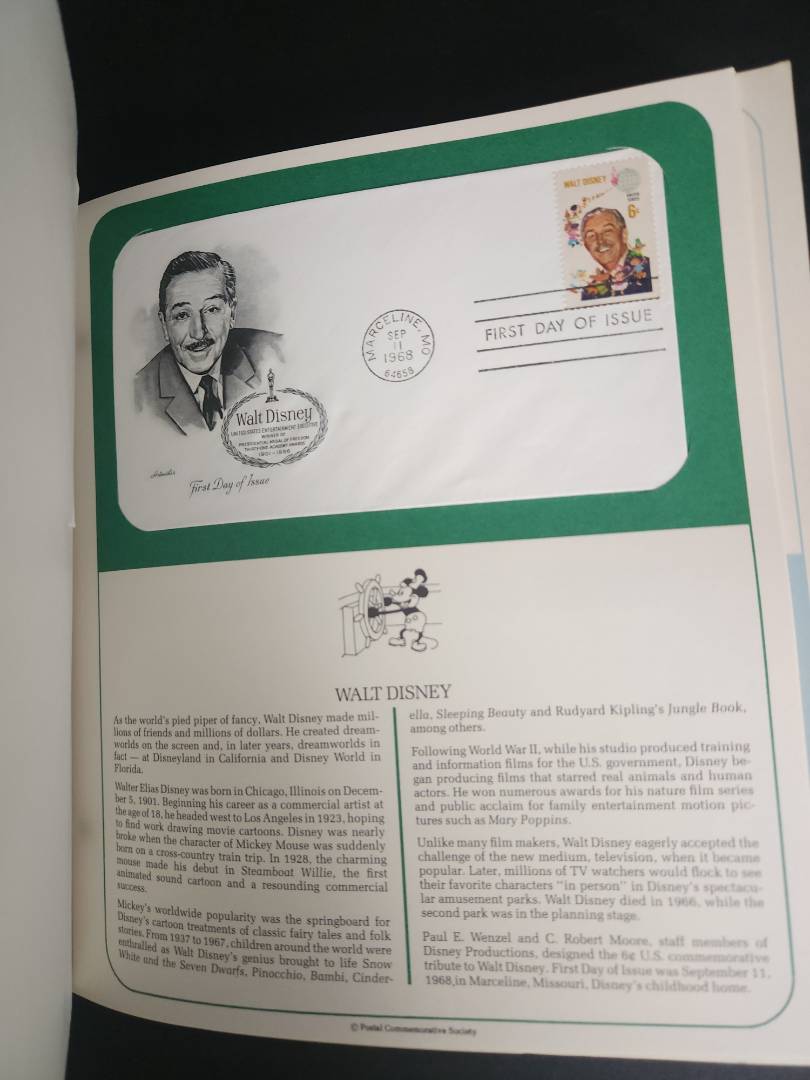 WALT DISNEY
UNITED STATES
6¢
MARCELINE, MO
SEP
11
1968
64658
FIRST DAY OF ISSUE
Walt Disney
UNITED STATES ENTERTAINMENT EXECUTIVE
WINNER OF
PRESIDENTIAL MEDAL OF FREEDOM
THIRTY-ONE ACADEMY AWARDS
1901-1966
First Day of Issue
WALT DISNEY
As the world's pied piper of fancy, Walt Disney made mil-
lions of friends and millions of dollars. He created dream-
worlds on the screen and, in later years, dreamworlds in
fact — at Disneyland in California and Disney World in
Florida.
Walter Elias Disney was born in Chicago, Illinois on Decem-
ber 5, 1901. Beginning his career as a commercial artist at
the age of 18, he headed west to Los Angeles in 1923, hoping
to find work drawing movie cartoons. Disney was nearly
broke when the character of Mickey Mouse was suddenly
born on a cross-country train trip. In 1928, the charming
mouse made his debut in Steamboat Willie, the first
animated sound cartoon and a resounding commercial
success.
Mickey's worldwide popularity was the springboard for
Disney's cartoon treatments of classic fairy tales and folk
stories. From 1937 to 1967, children around the world were
enthralled as Walt Disney's genius brought to life Snow
White and the Seven Dwarfs, Pinocchio, Bambi, Cinder-
ella, Sleeping Beauty and Rudyard Kipling's Jungle Book,
among others.
Following World War II, while his studio produced training
and information films for the U.S. government, Disney be-
gan producing films that starred real animals and human
actors. He won numerous awards for his nature film series
and public acclaim for family entertainment motion pic-
tures such as Mary Poppins.
Unlike many film makers, Walt Disney eagerly accepted the
challenge of the new medium, television, when it became
popular. Later, millions of TV watchers would flock to see
their favorite characters "in person" in Disney's spectacu-
lar amusement parks. Walt Disney died in 1966, while the
second park was in the planning stage.
Paul E. Wenzel and C. Robert Moore, staff members of
Disney Productions, designed the 6¢ U.S. commemorative
tribute to Walt Disney. First Day of Issue was September 11,
1968,in Marceline, Missouri, Disney's childhood home.
© Postal Commemorative Society